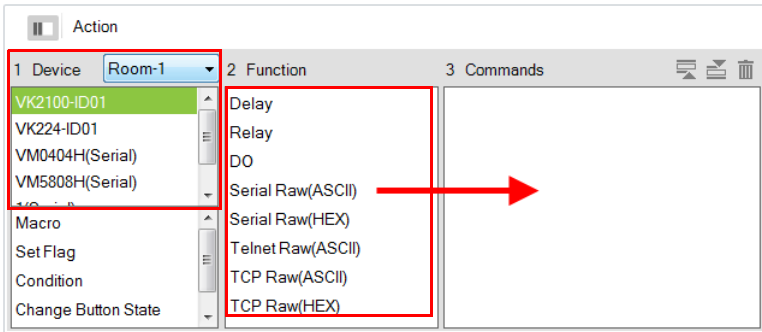 Action
1 Device Room-1
VK2100-ID01
VK224-ID01
VM0404H(Serial)
VM5808H(Serial)
Macro
Set Flag
Condition
Change Button State
2 Function
Delay
Relay
DO
Serial Raw(ASCII)
Serial Raw(HEX)
Telnet Raw(ASCII)
TCP Raw(ASCII)
TCP Raw(HEX)
3 Commands